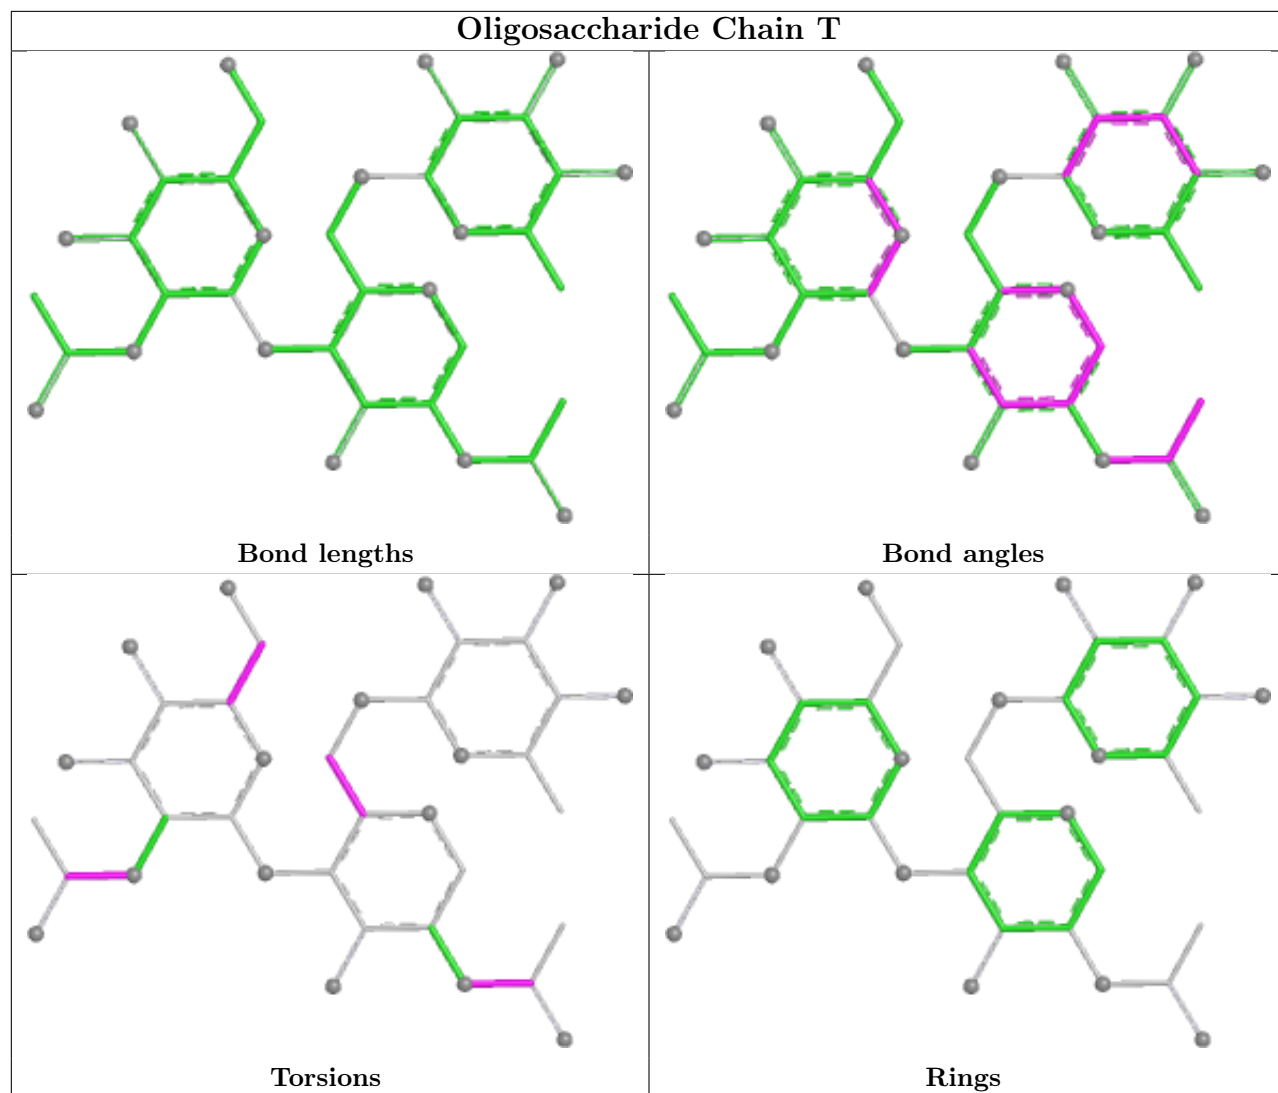 Oligosaccharide Chain T
Bond lengths
Bond angles
Torsions
Rings